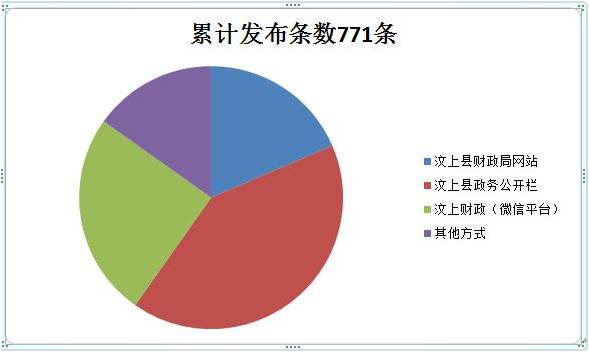 累计发布条数771条
汶上县财政局网站
汶上县政务公开栏
汶上财政（微信平台）
其他方式